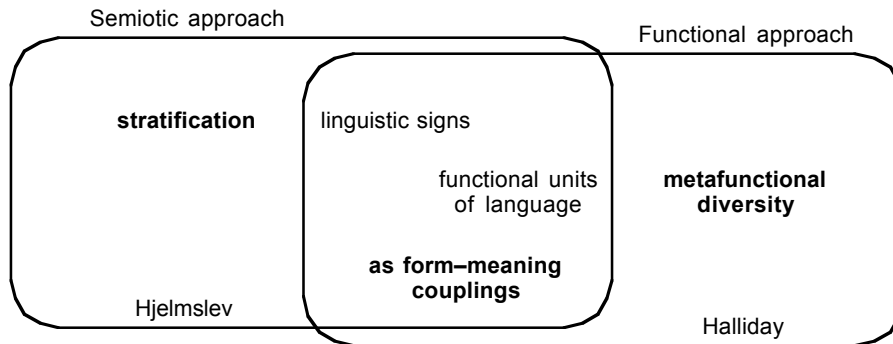 Semiotic approach
Functional approach
stratification
linguistic signs
functional units
of language
metafunctional
diversity
as form–meaning
couplings
Hjelmslev
Halliday